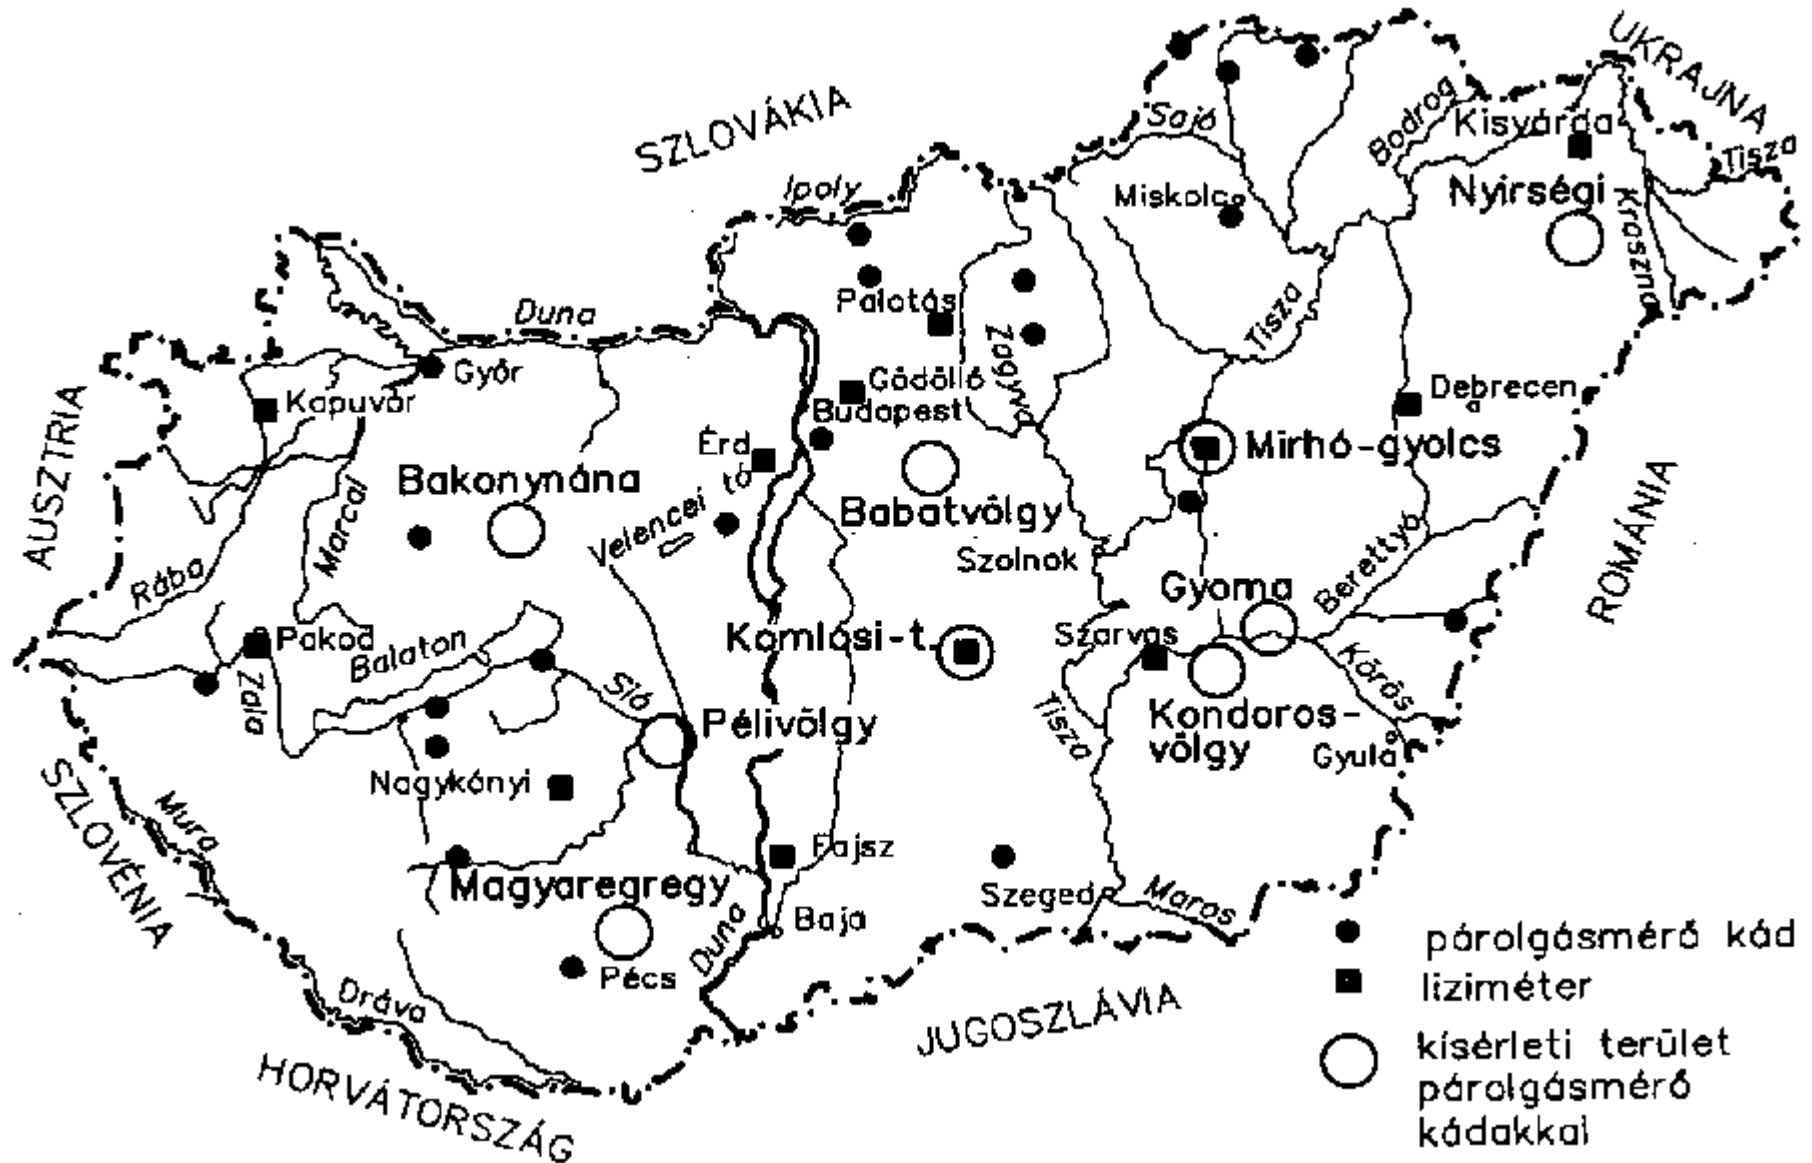 UKRAJNA
SZLOVÁKIA
Sajó
Bodrog
Kisvárda
Tisza
Ipoly
Miskolc
Nyirségi
Kraszna
Duna
Palotás
Zagyva
Tisza
Győr
Gödöllő
Kapuvár
Budapest
Debrecen
AUSZTRIA
Érd
Mirhó-gyolcs
Bakonynána
Velencei tó
Babatvölgy
Marcal
Szolnok
ROMÁNIA
Rába
Gyoma
Berettyó
Pakod
Balaton
Komlósi-t.
Szarvas
Zala
Sió
Körös
Pélivölgy
Tisza
Kondoros-
völgy
Gyula
Nagykónyi
SZLOVÉNIA
Mura
Fajsz
Magyaregregy
Szeged
Maros
Duna
Baja
Pécs
Dráva
JUGOSZLÁVIA
HORVÁTORSZÁG
párolgásmérő kád
liziméter
kísérleti terület
párolgásmérő
kádakkal